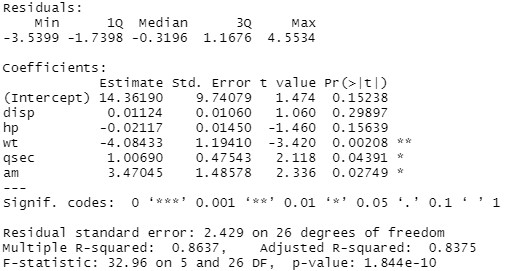 Residuals:
    Min      1Q  Median      3Q     Max
-3.5399 -1.7398 -0.3196  1.1676  4.5534

Coefficients:
            Estimate Std. Error t value Pr(>|t|)
(Intercept) 14.36190    9.74079   1.474  0.15238
disp         0.01124    0.01060   1.060  0.29897
hp          -0.02117    0.01450  -1.460  0.15639
wt          -4.08433    1.19410  -3.420  0.00208 **
qsec         1.00690    0.47543   2.118  0.04391 *
am           3.47045    1.48578   2.336  0.02749 *
---
Signif. codes:  0 ‘***’ 0.001 ‘**’ 0.01 ‘*’ 0.05 ‘.’ 0.1 ‘ ’ 1

Residual standard error: 2.429 on 26 degrees of freedom
Multiple R-squared:  0.8637,    Adjusted R-squared:  0.8375
F-statistic: 32.96 on 5 and 26 DF,  p-value: 1.844e-10